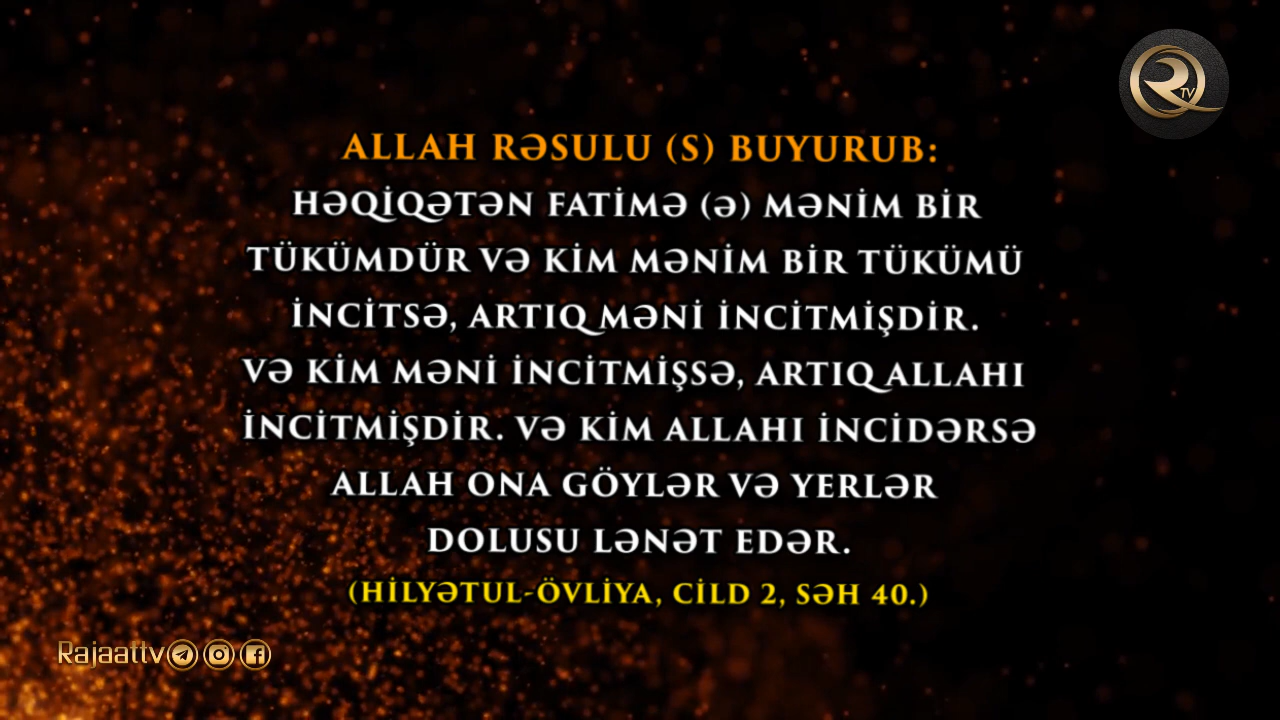 ALLAH RƏSULU (S) BUYURUB:
HƏQİQƏTƏN FATİMƏ (Ə) MƏNİM BİR
TÜKÜMDÜR VƏ KİM MƏNİM BİR TÜKÜMÜ
İNCİTSƏ, ARTIQ MƏNİ İNCİTMİŞDİR.
VƏ KİM MƏNİ İNCİTMİŞSƏ, ARTIQ ALLAHI
İNCİTMİŞDİR. VƏ KİM ALLAHI İNCİDƏRSƏ
ALLAH ONA GÖYLƏR VƏ YERLƏR
DOLUSU LƏNƏT EDƏR.
(HİLYƏTUL-ÖVLİYA, CİLD 2, SƏH 40.)
Rajaattv
R TV